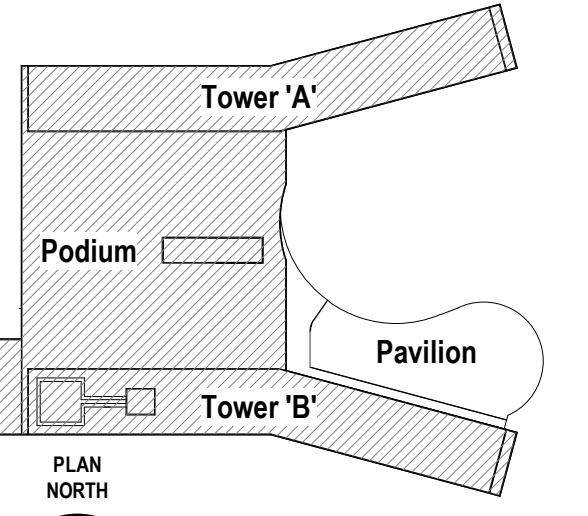 Tower 'A'
Podium
Pavilion
Tower 'B'
PLAN
NORTH